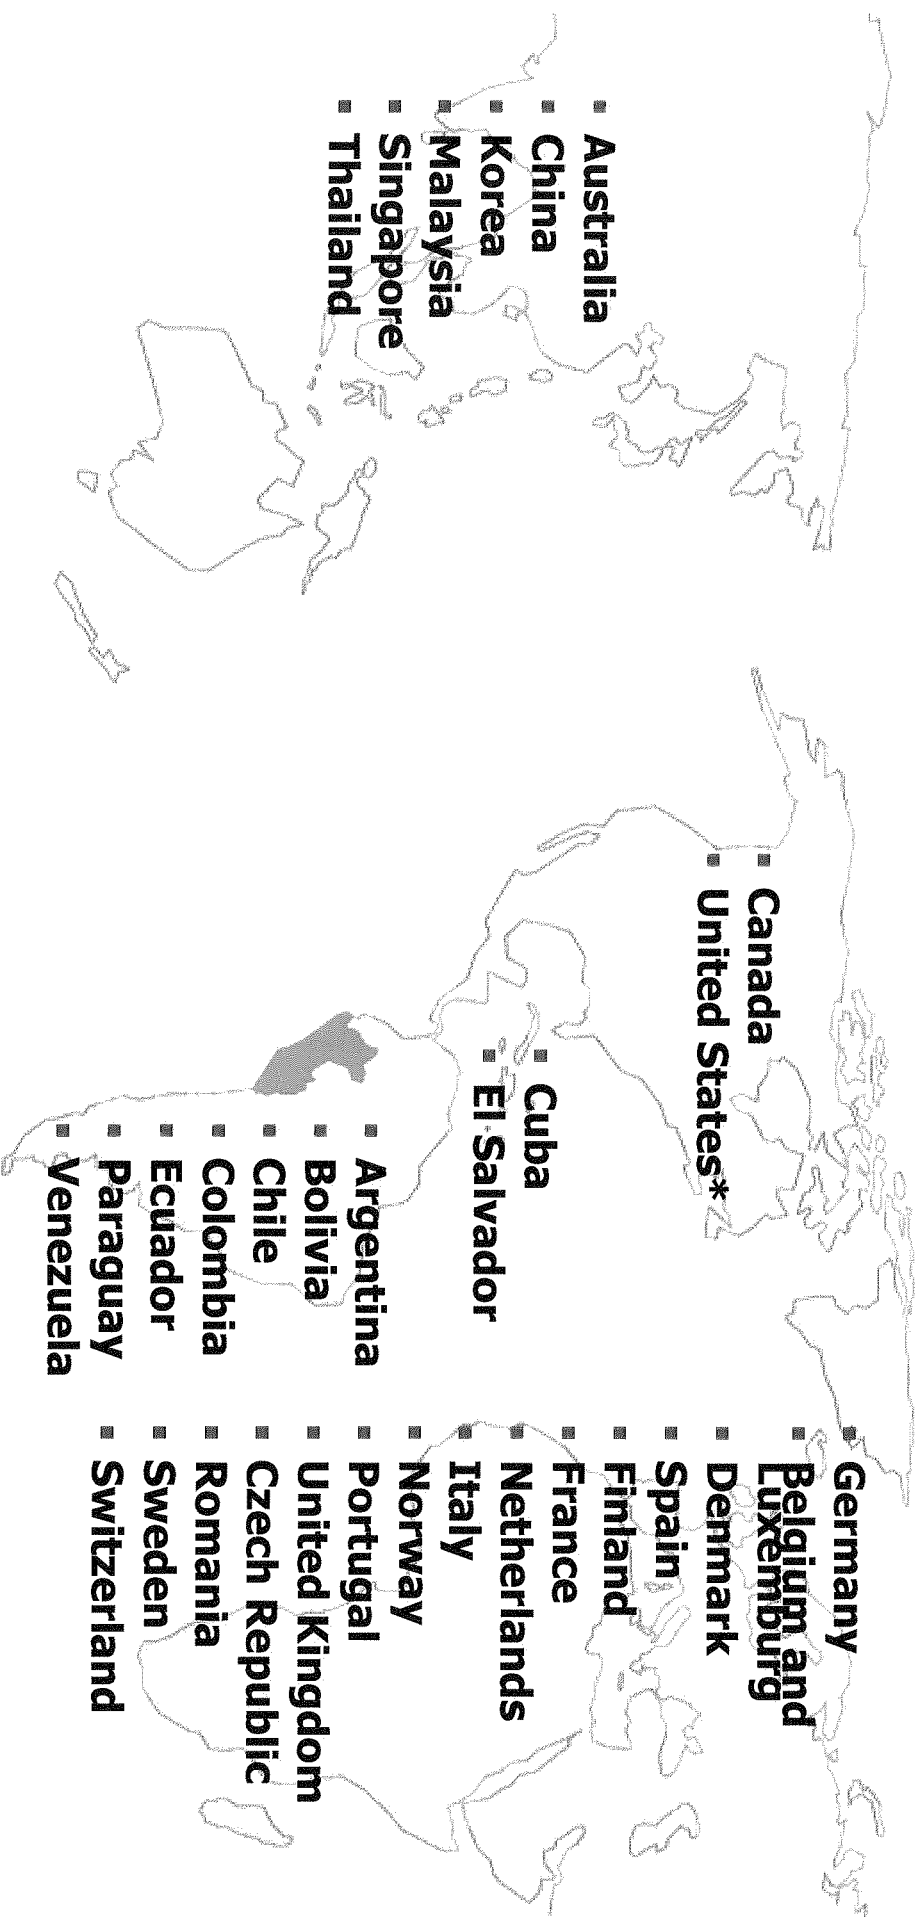 Australia
China
Korea
Malaysia
Singapore
Thailand
Canada
United States*
Cuba
El Salvador
Argentina
Bolivia
Chile
Colombia
Ecuador
Paraguay
Venezuela
Germany
Belgium and
Luxemburg
Denmark
Spain
Finland
France
Netherlands
Italy
Norway
Portugal
United Kingdom
Czech Republic
Romania
Sweden
Switzerland